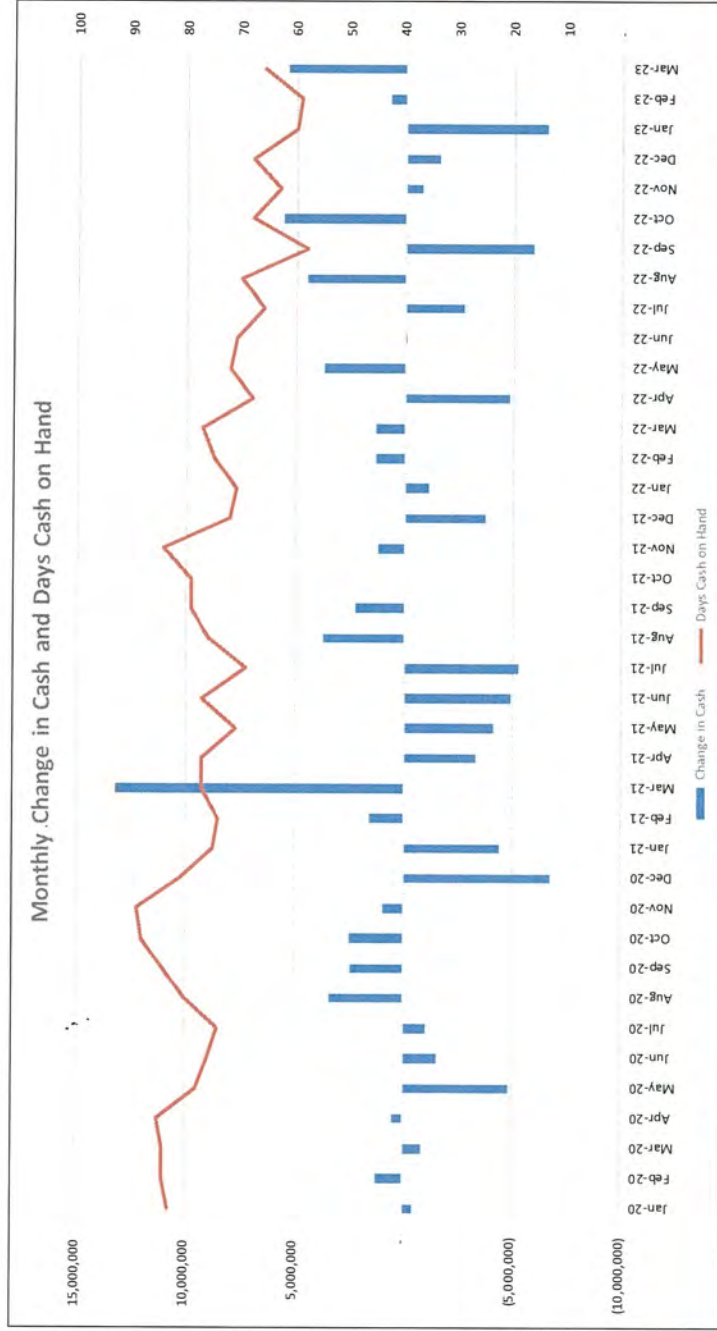 Monthly Change in Cash and Days Cash on Hand
15,000,000
10,000,000
5,000,000
-
(5,000,000)
(10,000,000)
100
90
80
70
60
50
40
30
20
10
Jan-20
Feb-20
Mar-20
Apr-20
May-20
Jun-20
Jul-20
Aug-20
Sep-20
Oct-20
Nov-20
Dec-20
Jan-21
Feb-21
Mar-21
Apr-21
May-21
Jun-21
Jul-21
Aug-21
Sep-21
Oct-21
Nov-21
Dec-21
Jan-22
Feb-22
Mar-22
Apr-22
May-22
Jun-22
Jul-22
Aug-22
Sep-22
Oct-22
Nov-22
Dec-22
Jan-23
Feb-23
Mar-23
Change in Cash
Days Cash on Hand